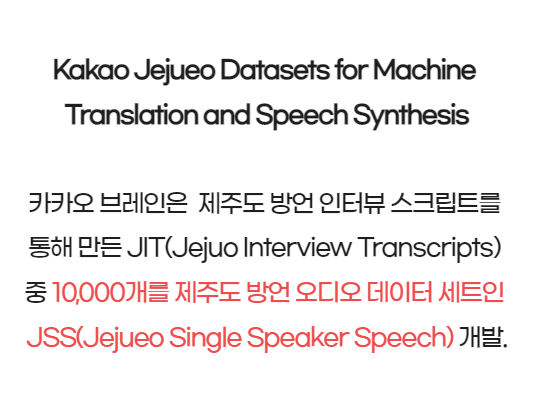 Kakao Jejueo Datasets for Machine
Translation and Speech Synthesis
카카오 브레인은 제주도 방언 인터뷰 스크립트를
통해 만든 JIT(Jejuo Interview Transcripts)
중 10,000개를 제주도 방언 오디오 데이터 세트인
JSS(Jejueo Single Speaker Speech) 개발.